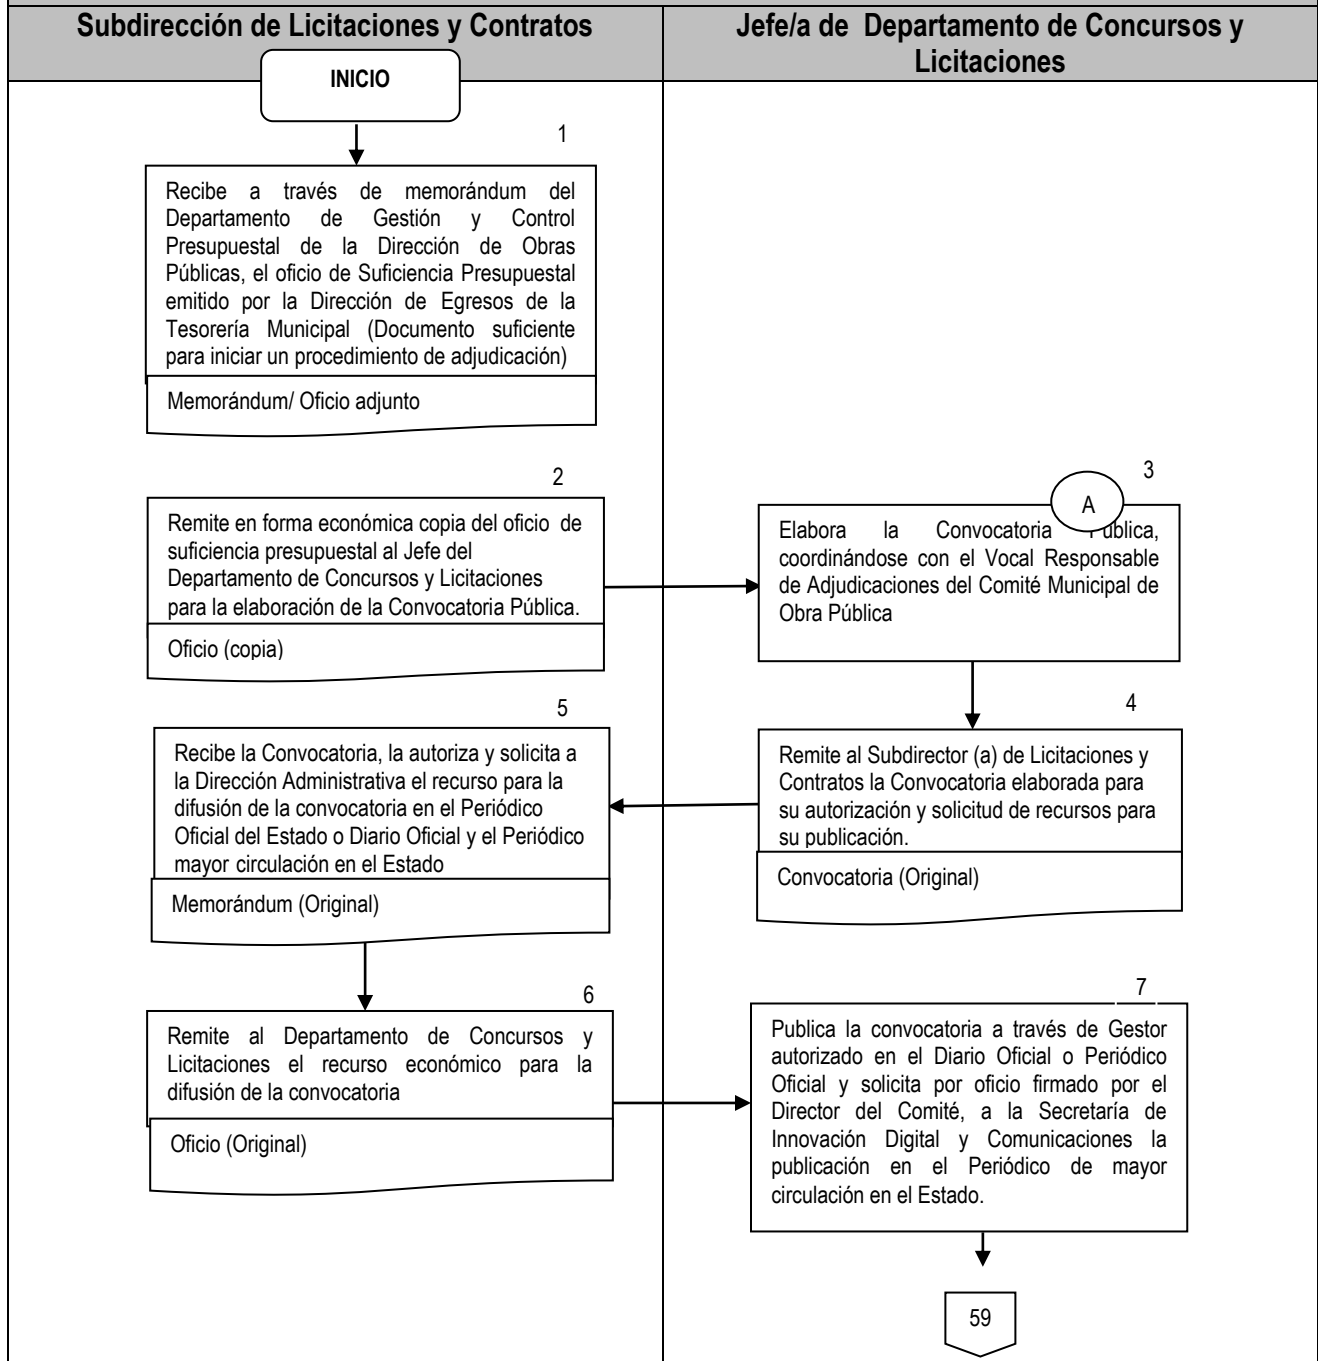 Subdirección de Licitaciones y Contratos
Jefe/a de Departamento de Concursos y
Licitaciones
INICIO
1
Recibe a través de memorándum del
Departamento de Gestión y Control
Presupuestal de la Dirección de Obras
Públicas, el oficio de Suficiencia Presupuestal
emitido por la Dirección de Egresos de la
Tesorería Municipal (Documento suficiente
para iniciar un procedimiento de adjudicación)
Memorándum/ Oficio adjunto
2
Remite en forma económica copia del oficio de
suficiencia presupuestal al Jefe del
Departamento de Concursos y Licitaciones
para la elaboración de la Convocatoria Pública.
Oficio (copia)
3
A
Elabora la Convocatoria Pública,
coordinándose con el Vocal Responsable
de Adjudicaciones del Comité Municipal de
Obra Pública
4
Remite al Subdirector (a) de Licitaciones y
Contratos la Convocatoria elaborada para
su autorización y solicitud de recursos para
su publicación.
Convocatoria (Original)
5
Recibe la Convocatoria, la autoriza y solicita a
la Dirección Administrativa el recurso para la
difusión de la convocatoria en el Periódico
Oficial del Estado o Diario Oficial y el Periódico
mayor circulación en el Estado
Memorándum (Original)
6
Remite al Departamento de Concursos y
Licitaciones el recurso económico para la
difusión de la convocatoria
Oficio (Original)
7
Publica la convocatoria a través de Gestor
autorizado en el Diario Oficial o Periódico
Oficial y solicita por oficio firmado por el
Director del Comité, a la Secretaría de
Innovación Digital y Comunicaciones la
publicación en el Periódico de mayor
circulación en el Estado.
59